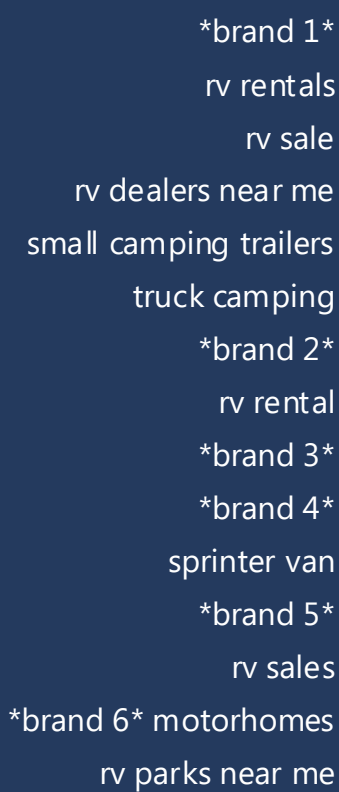 *brand 1*
rv rentals
rv sale
rv dealers near me
small camping trailers
truck camping
*brand 2*
rv rental
*brand 3*
*brand 4*
sprinter van
*brand 5*
rv sales
*brand 6* motorhomes
rv parks near me